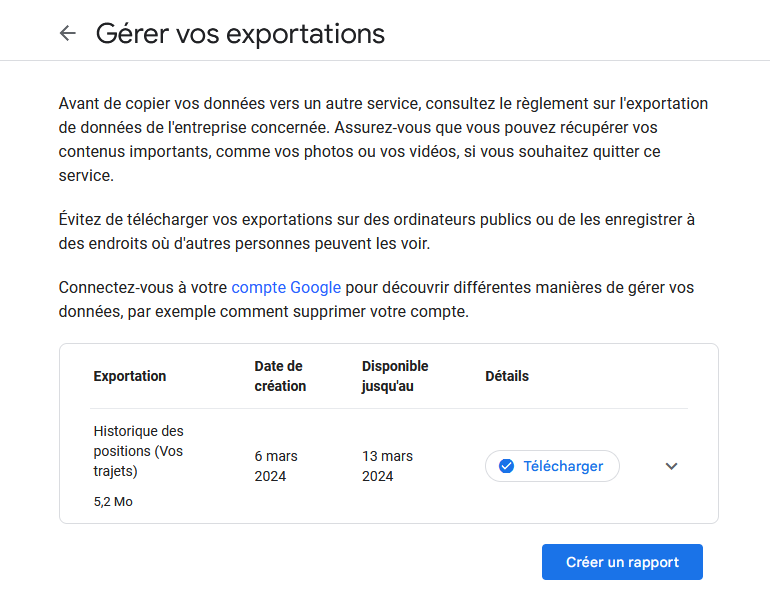 Gérer vos exportations
Avant de copier vos données vers un autre service, consultez le règlement sur l'exportation
de données de l'entreprise concernée. Assurez-vous que vous pouvez récupérer vos
contenus importants, comme vos photos ou vos vidéos, si vous souhaitez quitter ce
service.
Évitez de télécharger vos exportations sur des ordinateurs publics ou de les enregistrer à
des endroits où d'autres personnes peuvent les voir.
Connectez-vous à votre compte Google pour découvrir différentes manières de gérer vos
données, par exemple comment supprimer votre compte.
Exportation
Date de
création
Disponible
jusqu'au
Détails
Historique des
positions (Vos
trajets)
5,2 Mo
6 mars
2024
13 mars
2024
Télécharger
Créer un rapport